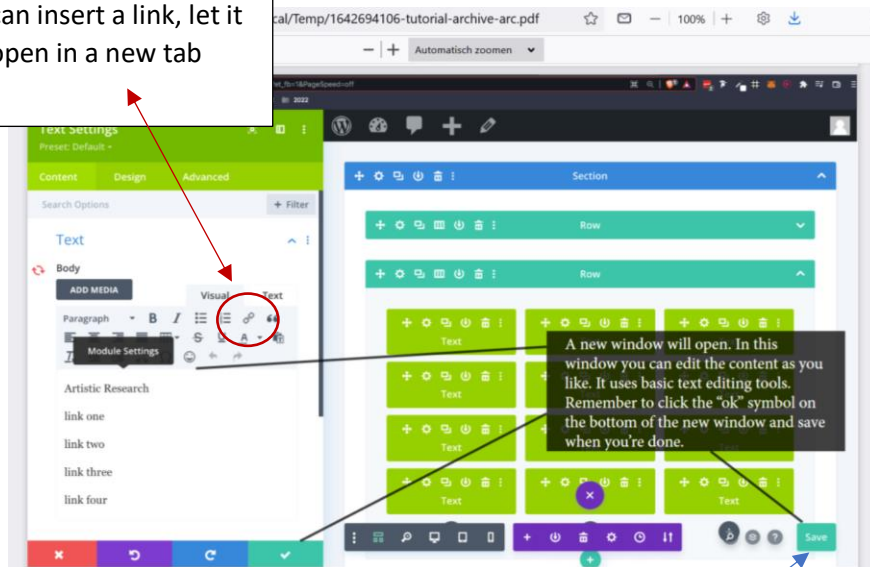 can insert a link, let it
open in a new tab
cal/Temp/1642694106-tutorial-archive-arc.pdf
100%
Automatisch zoomen
2022
Text Settings
Preset: Default
Content Design Advanced
Search Options
+ Filter
Text
Body
ADD MEDIA
Visual Text
Paragraph
Module Settings
Artistic Research
link one
link two
link three
link four
Section
Row
Row
Text
Text
Text
Text Text
A new window will open. In this
window you can edit the content as you
like. It uses basic text editing tools.
Remember to click the “ok” symbol on
the bottom of the new window and save
when you're done.
Save